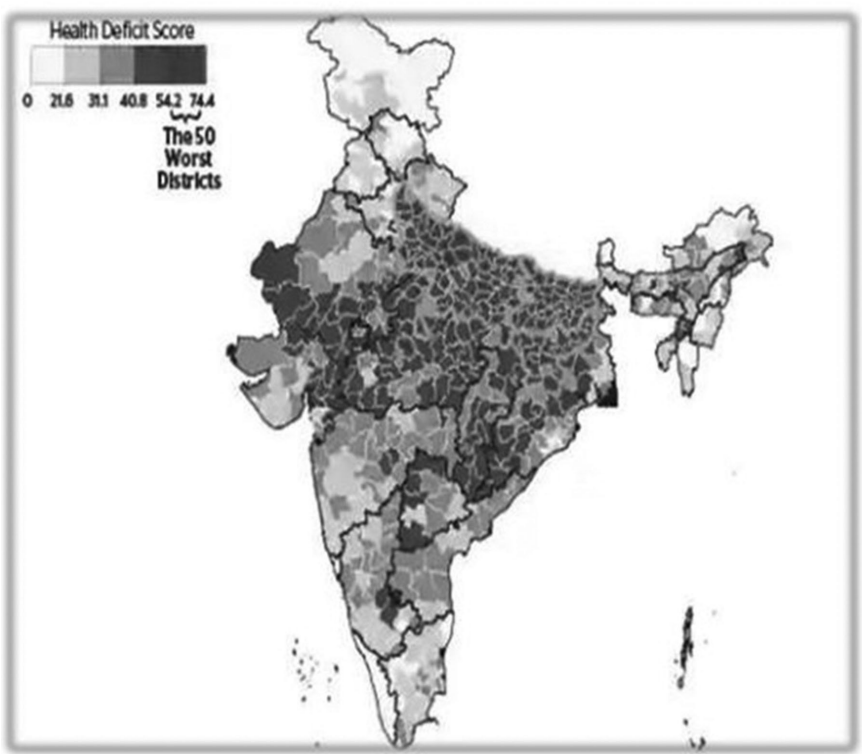 Health Deficit Score
0 21.6 31.1 40.8 54.2 74.4
The 50
Worst
Districts